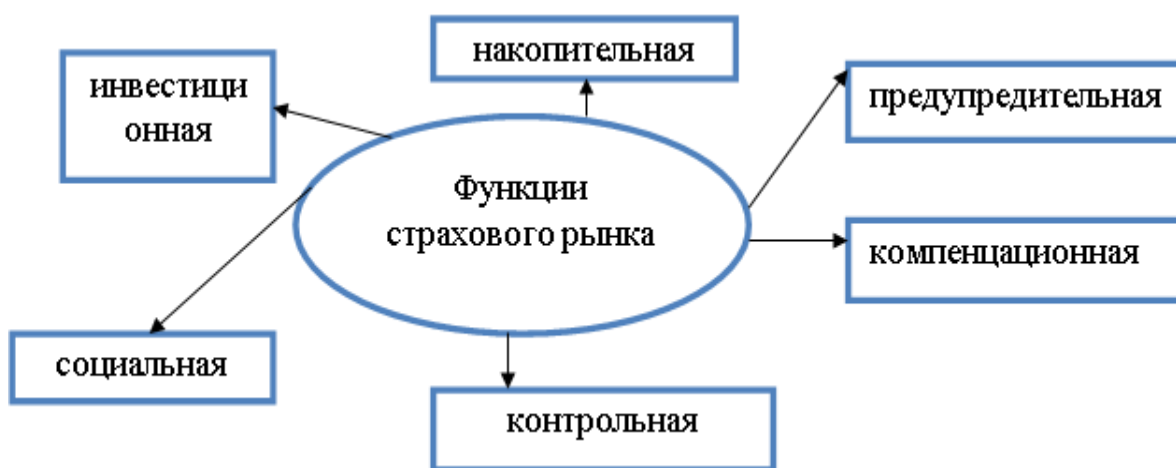 накопительная
инвестици
онная
предупредительная
Функции
страхового рынка
компенцационная
социальная
контрольная